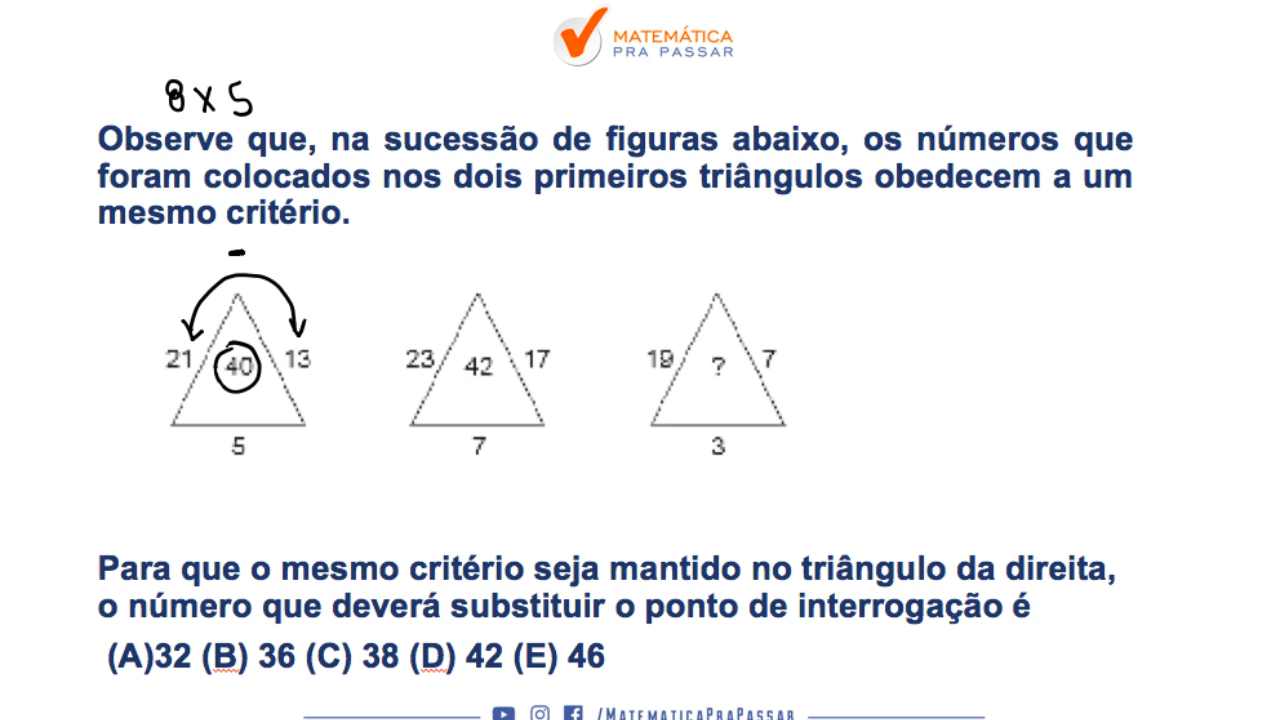 MATEMÁTICA
PRA PASSAR
8 x 5
Observe que, na sucessão de figuras abaixo, os números que
foram colocados nos dois primeiros triângulos obedecem a um
mesmo critério.
-
21 40 13 23 42 17 19 ? 7
5 7 3
Para que o mesmo critério seja mantido no triângulo da direita,
o número que deverá substituir o ponto de interrogação é
(A)32 (B) 36 (C) 38 (D) 42 (E) 46
/MATEMATICAPRAPASSAR